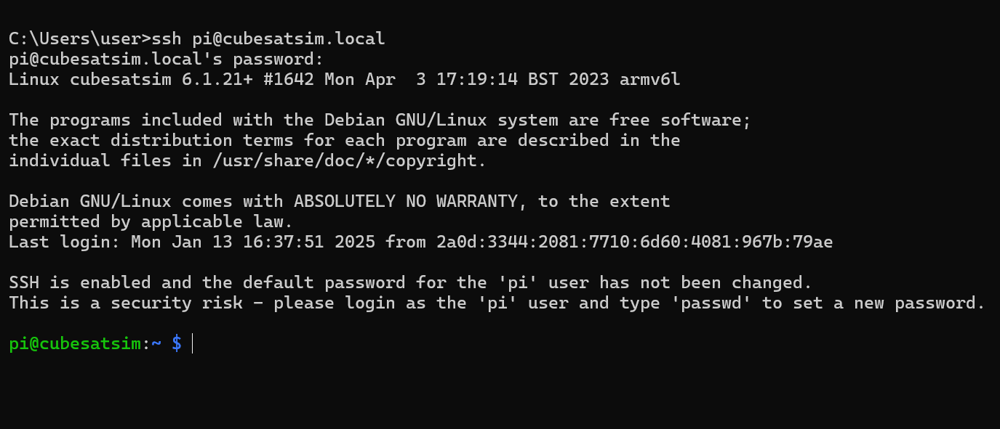 C:\Users\user>ssh pi@cubesatsim.local
pi@cubesatsim.local's password:
Linux cubesatsim 6.1.21+ #1642 Mon Apr  3 17:19:14 BST 2023 armv6l
The programs included with the Debian GNU/Linux system are free software;
the exact distribution terms for each program are described in the
individual files in /usr/share/doc/*/copyright.
Debian GNU/Linux comes with ABSOLUTELY NO WARRANTY, to the extent
permitted by applicable law.
Last login: Mon Jan 13 16:37:51 2025 from 2a0d:3344:2081:7710:6d60:4081:967b:79ae
SSH is enabled and the default password for the 'pi' user has not been changed.
This is a security risk - please login as the 'pi' user and type 'passwd' to set a new password.
pi@cubesatsim:~ $